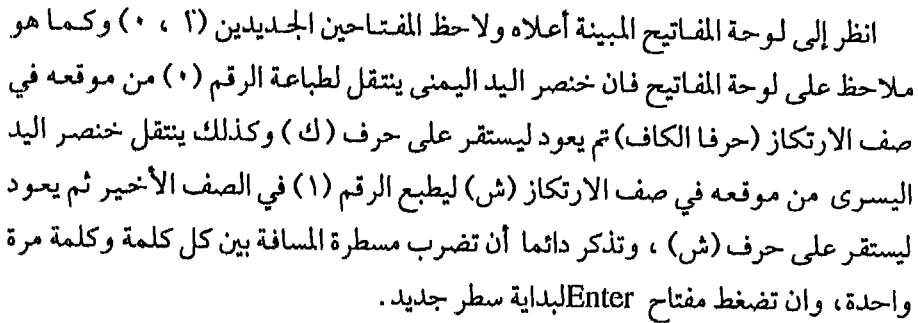 انظر إلى لوحة المفاتيح المبينة أعلاه ولاحظ المفتاحين الجديدين (أ ، ٠) وكما هو
ملاحظ على لوحة المفاتيح فان خنصر اليد اليمنى ينتقل لطباعة الرقم (٠) من موقعه في
صف الارتكاز (حرفا الكاف) تم يعود ليستقر على حرف (ك) وكذلك ينتقل خنصر اليد
اليسرى من موقعه في صف الارتكاز (ش) ليطبع الرقم (١) في الصف الأخير ثم يعود
ليستقر على حرف (ش) ، وتذكر دائما أن تضرب مسطرة المسافة بين كل كلمة وكلمة مرة
واحدة، وان تضغط مفتاح Enterلبداية سطر جديد.